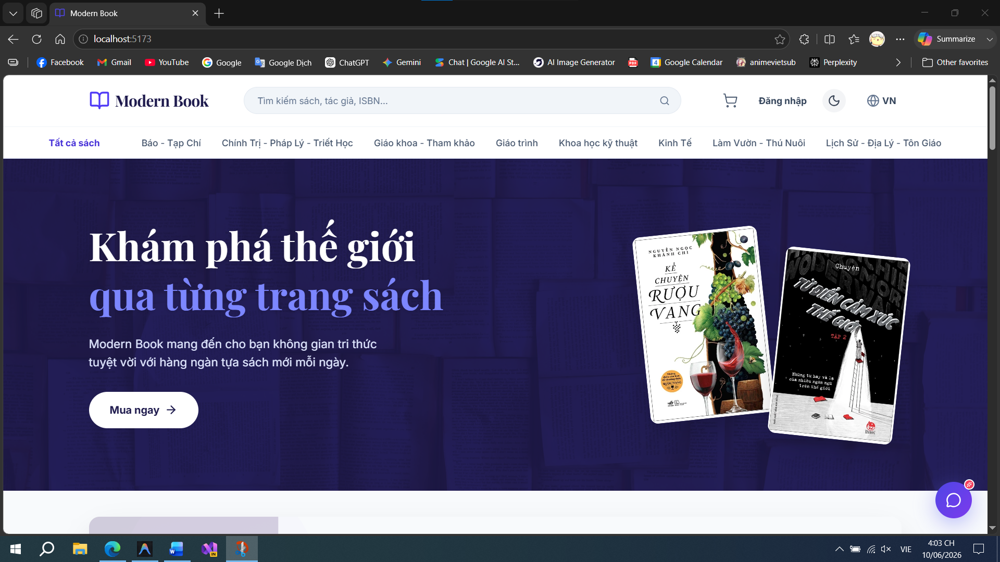 Modern Book
localhost:5173
Summarize
Facebook
Gmail
YouTube
Google
Google Dịch
ChatGPT
Gemini
Chat | Google AI St...
AI Image Generator
PDF
4
Google Calendar
animevietsub
Perplexity
Other favorites
Modern Book
Tìm kiếm sách, tác giả, ISBN...
Đăng nhập
VN
Tất cả sách
Báo - Tạp Chí
Chính Trị - Pháp Lý - Triết Học
Giáo khoa - Tham khảo
Giáo trình
Khoa học kỹ thuật
Kinh Tế
Làm Vườn - Thú Nuôi
Lịch Sử - Địa Lý - Tôn Giáo
Khám phá thế giới
qua từng trang sách
Modern Book mang đến cho bạn không gian tri thức
tuyệt vời với hàng ngàn tựa sách mới mỗi ngày.
Mua ngay
NGUYỄN NGỌC
KHÁNH CHI
KỂ
CHUYỆN
RƯỢU
VANG
Những
RƯỢU VANG
Chuyện
TỪ ĐIỂN CẢM XÚC
THẾ GIỚI
TẬP 2
Những từ hay và lạ
của nhiều ngôn ngữ
trên thế giới
KIM ĐỒNG
VIE
4:03 CH
10/06/2026